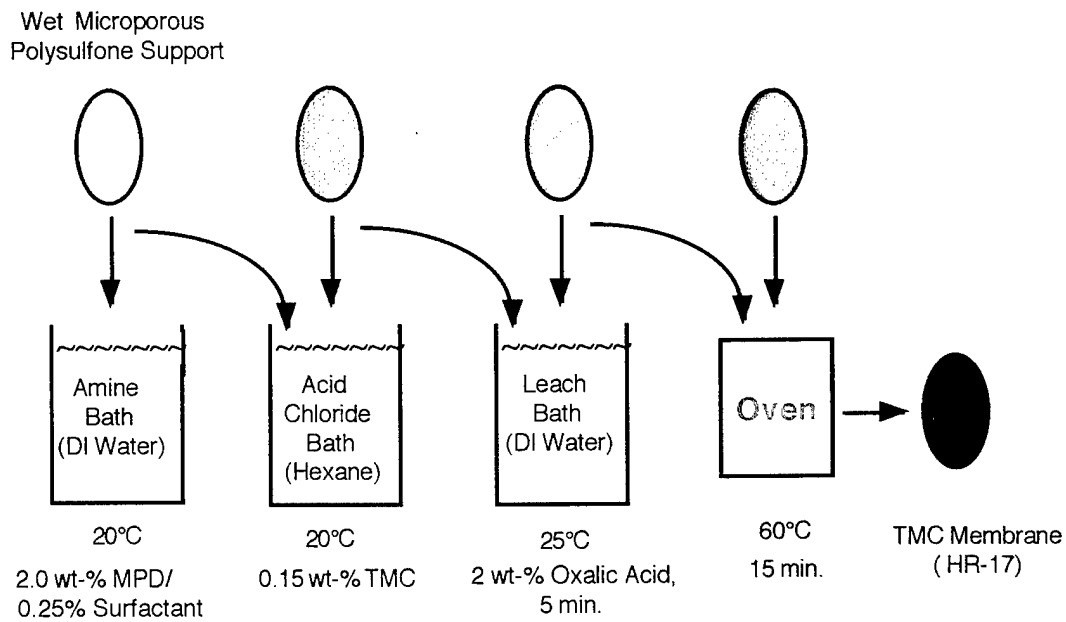 Wet Microporous
Polysulfone Support
Amine
Bath
(DI Water)
Acid
Chloride
Bath
(Hexane)
Leach
Bath
(DI Water)
Oven
20°C
20°C
25°C
60°C
TMC Membrane
( HR-17)
2.0 wt-% MPD/
0.25% Surfactant
0.15 wt-% TMC
2 wt-% Oxalic Acid,
5 min.
15 min.